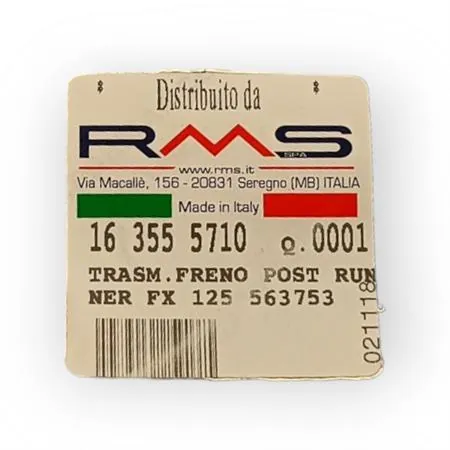 Distribuito da
RMS
SPA
www.rms.it
Via Macallè, 156 - 20831 Seregno (MB) ITALIA
Made in Italy
16 355 5710 Q.0001
TRASM.FRENO POST RUN
NER FX 125 563753
021118